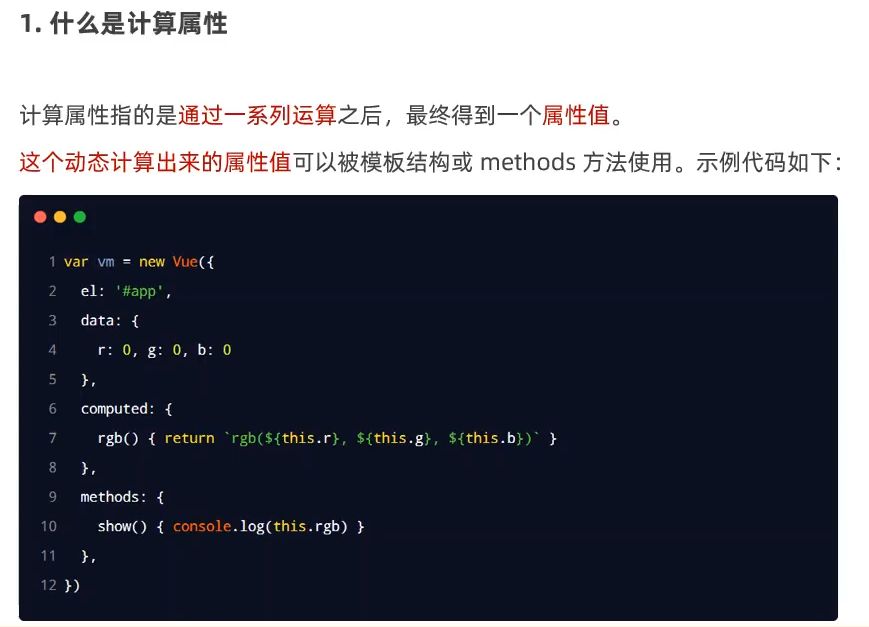 1. 什么是计算属性
计算属性指的是通过一系列运算之后，最终得到一个属性值。
这个动态计算出来的属性值可以被模板结构或 methods 方法使用。示例代码如下：
1 var vm = new Vue({
2   el: '#app',
3   data: {
4     r: 0, g: 0, b: 0
5   },
6   computed: {
7     rgb() { return `rgb(${this.r}, ${this.g}, ${this.b})` }
8   },
9   methods: {
10     show() { console.log(this.rgb) }
11   },
12 })